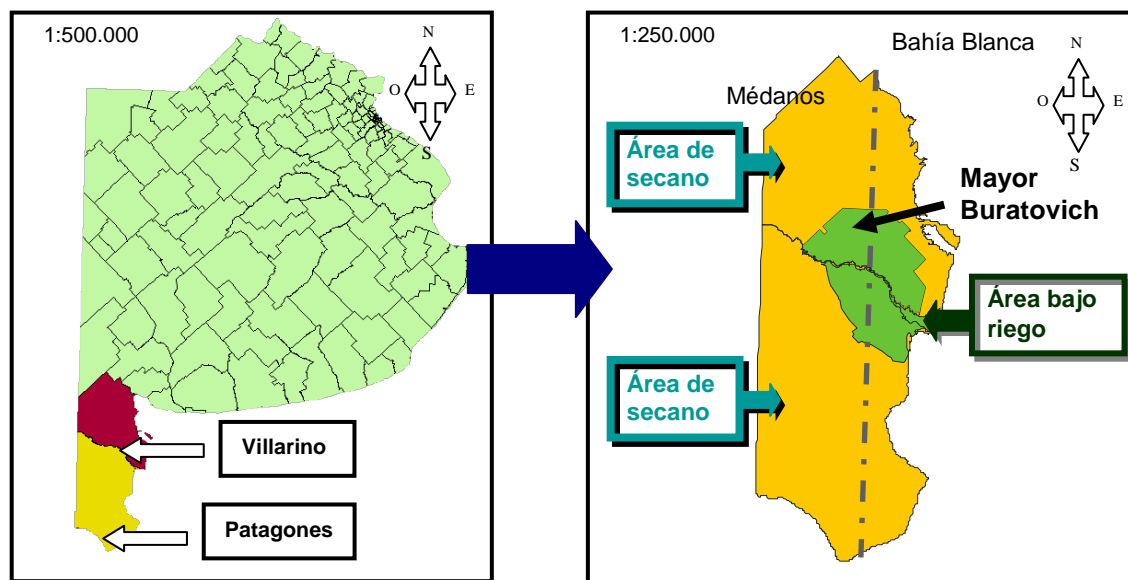 1:500.000
N
O
E
S
Villarino
Patagones
1:250.000
Bahía Blanca
N
O
E
S
Médanos
Área de
secano
Mayor
Buratovich
Área bajo
riego
Área de
secano